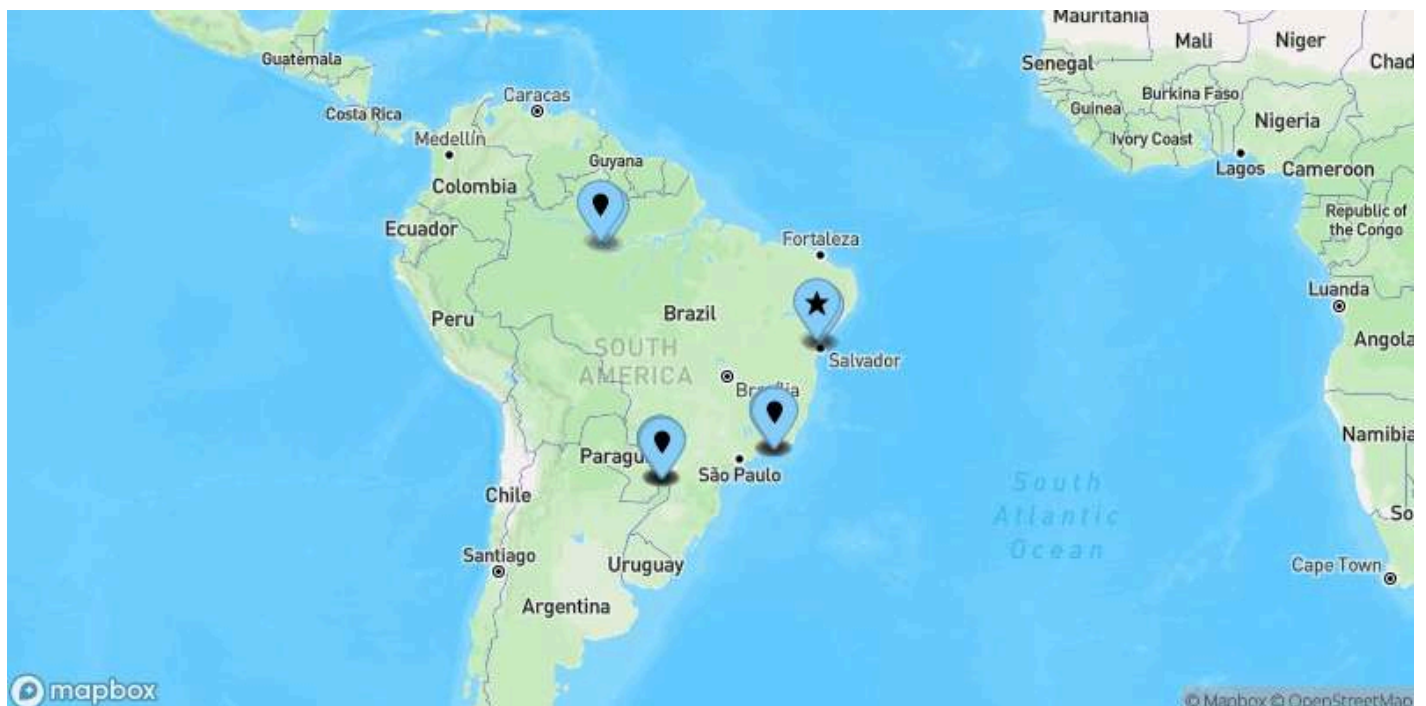 Mauritania
Mali
Niger
Guatemala
Senegal
Chad
Caracas
Burkina Faso
Costa Rica
Guinea
Nigeria
Medellín
Ivory Coast
Guyana
Lagos
Cameroon
Colombia
Republic of
the Congo
Ecuador
Fortaleza
Luanda
Brazil
Peru
Angola
SOUTH
AMERICA
Salvador
Brasília
Namibia
Paragu
São Paulo
Chile
South
Atlantic
Ocean
So
Santiago
Uruguay
Cape Town
Argentina
mapbox
© Mapbox © OpenStreetMap